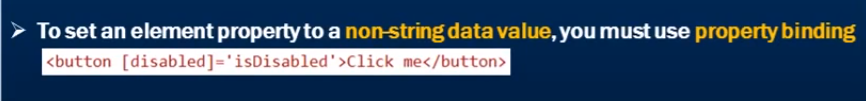 ➢ To set an element property to a non-string data value, you must use property binding
<button [disabled]='isDisabled'>Click me</button>